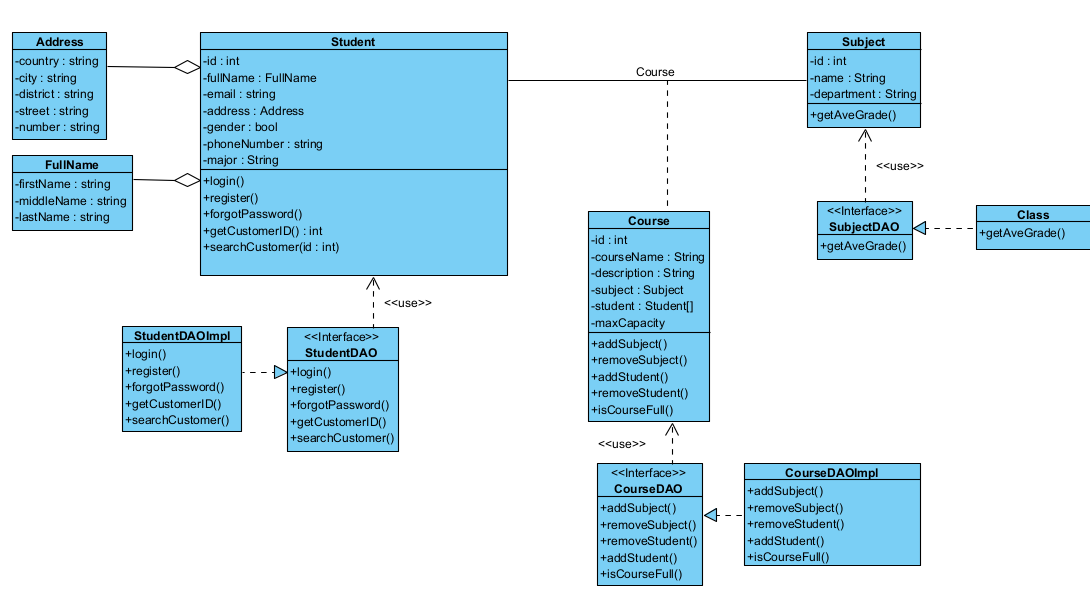 Address
-country : string
-city : string
-district : string
-street : string
-number : string
FullName
-firstName : string
-middleName : string
-lastName : string
Student
-id : int
-fullName : FullName
-email : string
-address : Address
-gender : bool
-phoneNumber : string
-major : String
+login()
+register()
+forgotPassword()
+getCustomerID() : int
+searchCustomer(id : int)
<<use>>
StudentDAOImpl
+login()
+register()
+forgotPassword()
+getCustomerID()
+searchCustomer()
<<Interface>>
StudentDAO
+login()
+register()
+forgotPassword()
+getCustomerID()
+searchCustomer()
Course
Course
-id : int
-courseName : String
-description : String
-subject : Subject
-student : Student[]
-maxCapacity
+addSubject()
+removeSubject()
+addStudent()
+removeStudent()
+isCourseFull()
<<use>>
<<Interface>>
CourseDAO
+addSubject()
+removeSubject()
+removeStudent()
+addStudent()
+isCourseFull()
CourseDAOImpl
+addSubject()
+removeSubject()
+removeStudent()
+addStudent()
+isCourseFull()
Subject
-id : int
-name : String
-department : String
+getAveGrade()
<<use>>
<<Interface>>
SubjectDAO
+getAveGrade()
Class
+getAveGrade()